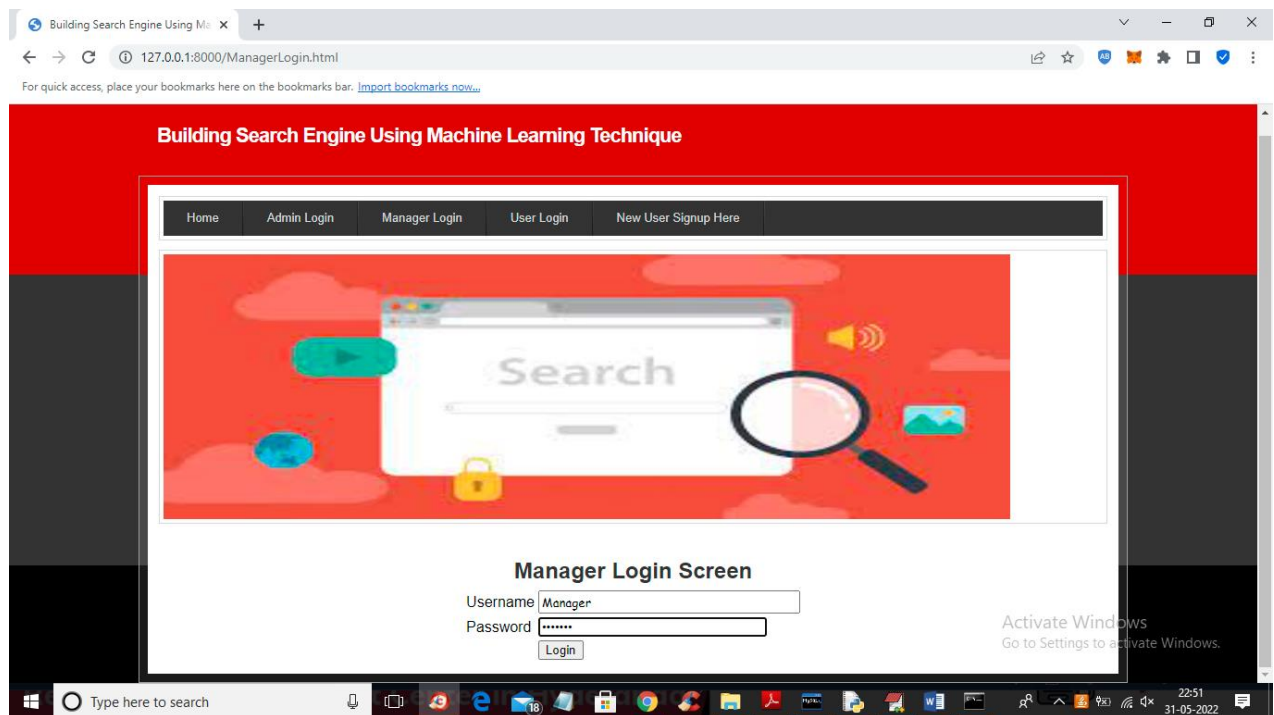 Building Search Engine Using Ma
127.0.0.1:8000/ManagerLogin.html
For quick access, place your bookmarks here on the bookmarks bar. Import bookmarks now...
Building Search Engine Using Machine Learning Technique
Home Admin Login Manager Login User Login New User Signup Here
Search
Manager Login Screen
Username Manager
Password •••••••
Login
Activate Windows
Go to Settings to activate Windows.
Type here to search
18
22:51
31-05-2022